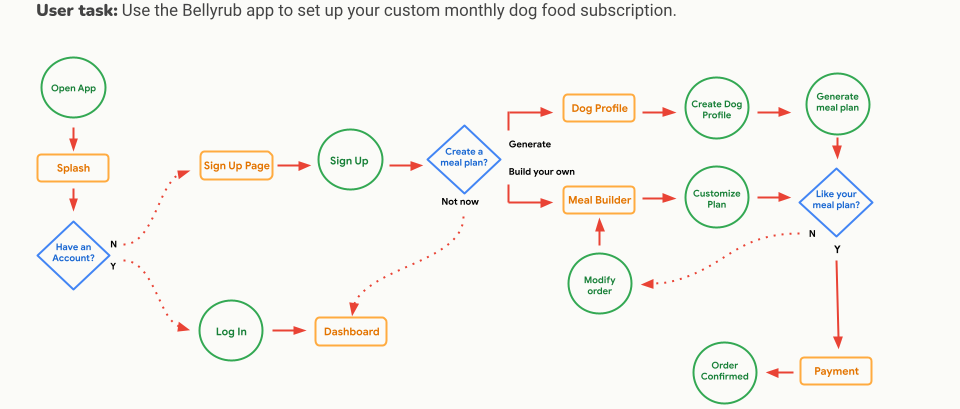 User task: Use the Bellyrub app to set up your custom monthly dog food subscription.
Open App
Splash
Have an
Account?
N
Y
Sign Up Page
Sign Up
Log In
Dashboard
Create a
meal plan?
Generate
Build your own
Not now
Dog Profile
Create Dog
Profile
Generate
meal plan
Meal Builder
Customize
Plan
Like your
meal plan?
N
Y
Modify
order
Payment
Order
Confirmed